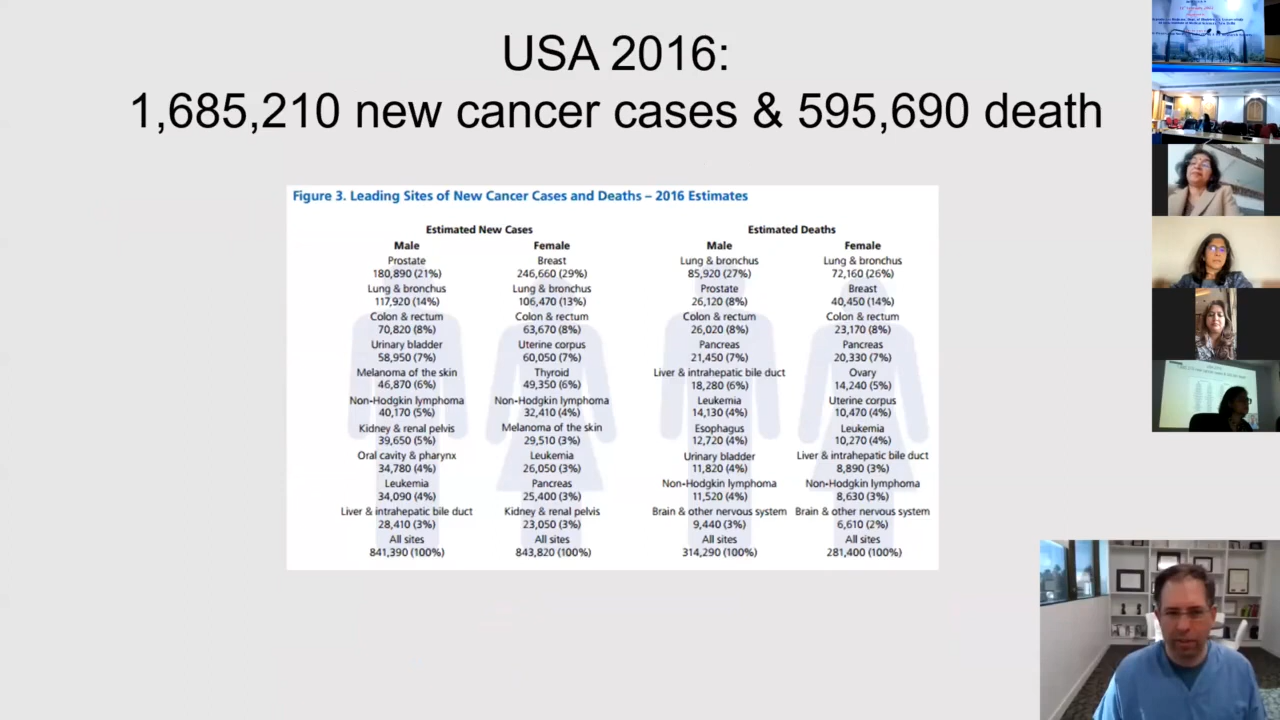 USA 2016:
1,685,210 new cancer cases & 595,690 death
Figure 3. Leading Sites of New Cancer Cases and Deaths – 2016 Estimates
Estimated New Cases
Male Female
Prostate Breast
180,890 (21%) 246,660 (29%)
Lung & bronchus Lung & bronchus
117,920 (14%) 106,470 (13%)
Colon & rectum Colon & rectum
70,820 (8%) 63,670 (8%)
Urinary bladder Uterine corpus
58,950 (7%) 60,050 (7%)
Melanoma of the skin Thyroid
46,870 (6%) 49,350 (6%)
Non-Hodgkin lymphoma Non-Hodgkin lymphoma
40,170 (5%) 32,410 (4%)
Kidney & renal pelvis Melanoma of the skin
39,650 (5%) 29,510 (3%)
Oral cavity & pharynx Leukemia
34,780 (4%) 26,050 (3%)
Leukemia Pancreas
34,090 (4%) 25,400 (3%)
Liver & intrahepatic bile duct Kidney & renal pelvis
28,410 (3%) 23,050 (3%)
All sites All sites
841,390 (100%) 843,820 (100%)
Estimated Deaths
Male Female
Lung & bronchus Lung & bronchus
85,920 (27%) 72,160 (26%)
Prostate Breast
26,120 (8%) 40,450 (14%)
Colon & rectum Colon & rectum
26,020 (8%) 23,170 (8%)
Pancreas Pancreas
21,450 (7%) 20,330 (7%)
Liver & intrahepatic bile duct Ovary
18,280 (6%) 14,240 (5%)
Leukemia Uterine corpus
14,130 (4%) 10,470 (4%)
Esophagus Leukemia
12,720 (4%) 10,270 (4%)
Urinary bladder Liver & intrahepatic bile duct
11,820 (4%) 8,890 (3%)
Non-Hodgkin lymphoma Non-Hodgkin lymphoma
11,520 (4%) 8,630 (3%)
Brain & other nervous system Brain & other nervous system
9,440 (3%) 6,610 (2%)
All sites All sites
314,290 (100%) 281,400 (100%)